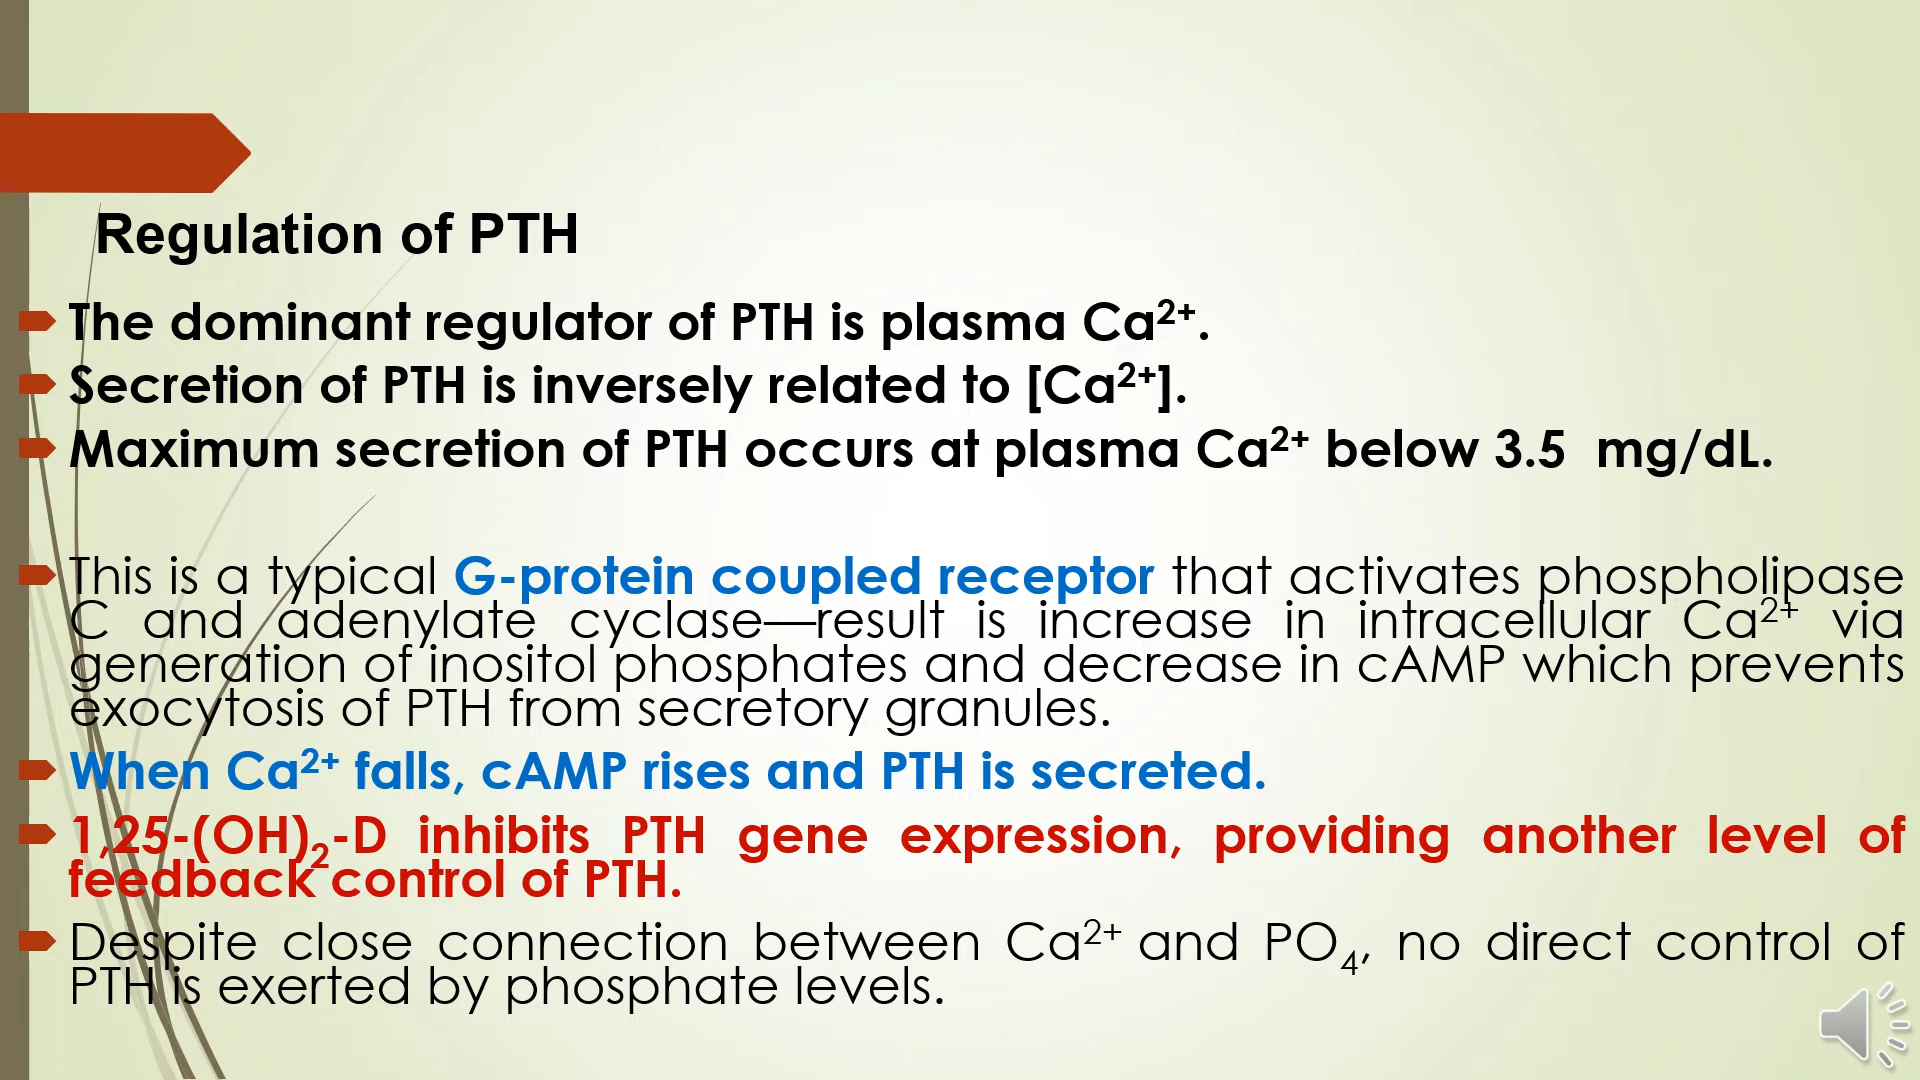 Regulation of PTH
The dominant regulator of PTH is plasma Ca²⁺.
Secretion of PTH is inversely related to [Ca²⁺].
Maximum secretion of PTH occurs at plasma Ca²⁺ below 3.5 mg/dL.
This is a typical G-protein coupled receptor that activates phospholipase
C and adenylate cyclase—result is increase in intracellular Ca²⁺ via
generation of inositol phosphates and decrease in cAMP which prevents
exocytosis of PTH from secretory granules.
When Ca²⁺ falls, cAMP rises and PTH is secreted.
1,25-(OH)₂-D inhibits PTH gene expression, providing another level of
feedback control of PTH.
Despite close connection between Ca²⁺ and PO₄, no direct control of
PTH is exerted by phosphate levels.